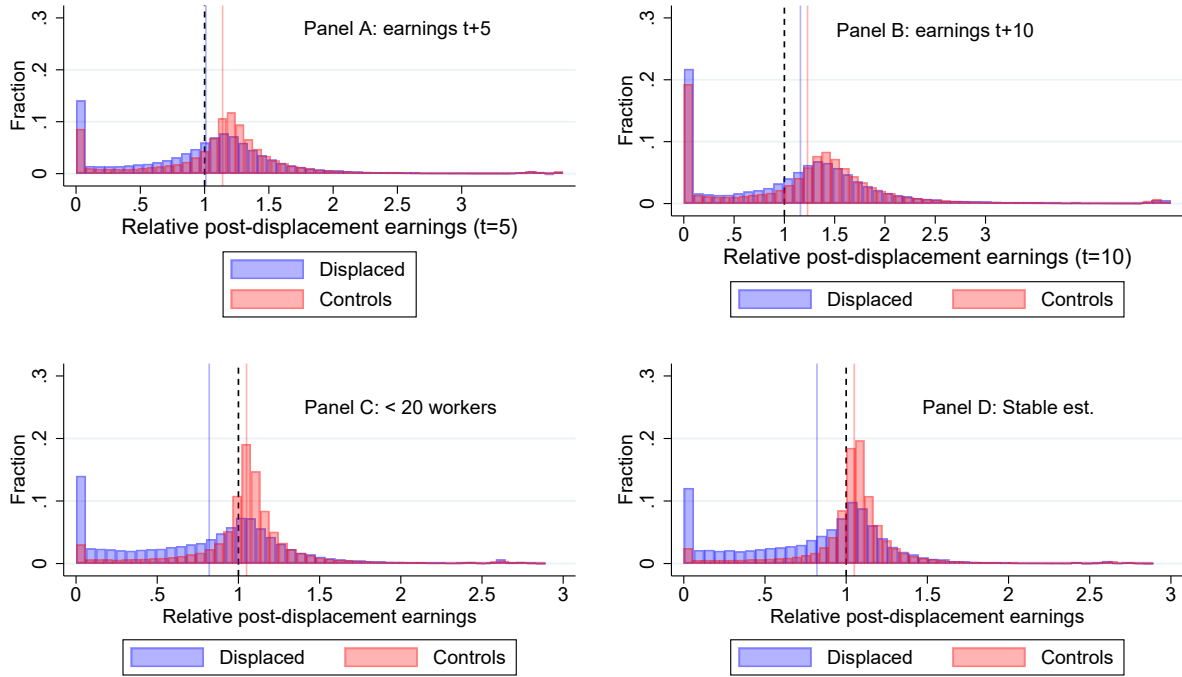 Panel A: earnings t+5
Fraction
.3
.2
.1
0
0 .5 1 1.5 2 2.5 3
Relative post-displacement earnings (t=5)
Displaced
Controls
Panel B: earnings t+10
Fraction
.3
.2
.1
0
0 .5 1 1.5 2 2.5 3
Relative post-displacement earnings (t=10)
Displaced Controls
Panel C: < 20 workers
Fraction
.3
.2
.1
0
0 .5 1 1.5 2 2.5 3
Relative post-displacement earnings
Displaced Controls
Panel D: Stable est.
Fraction
.3
.2
.1
0
0 .5 1 1.5 2 2.5 3
Relative post-displacement earnings
Displaced Controls